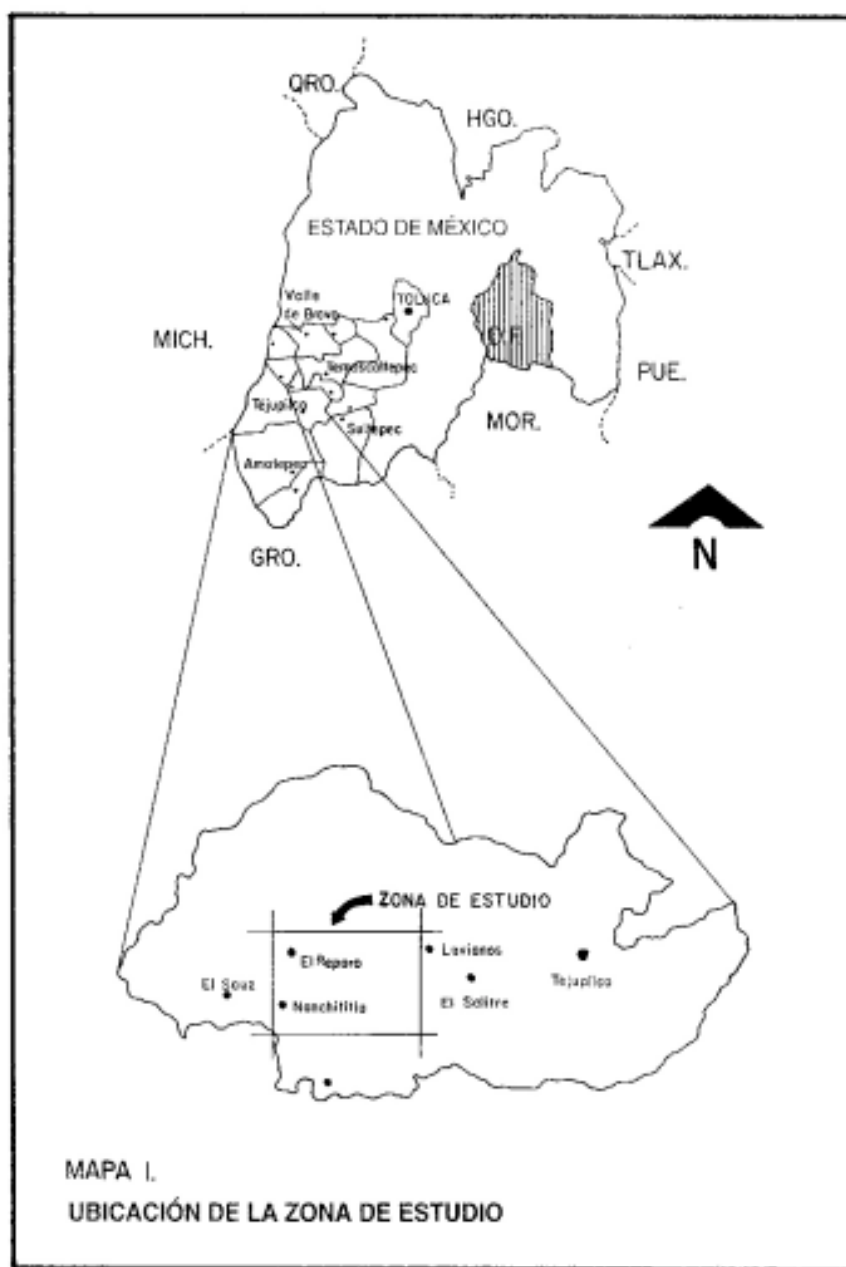 QRO.
HGO.
ESTADO DE MÉXICO
TLAX.
Valle
de Bravo
TOLUCA
D.F.
MICH.
Temascaltepec
PUE.
Tejupilco
MOR.
Sultepec
Amatepec
GRO.
N
ZONA DE ESTUDIO
El Reparo
Luvianos
El Sauz
Tejupilco
Nanchititla
El Salitre
MAPA I.
UBICACIÓN DE LA ZONA DE ESTUDIO